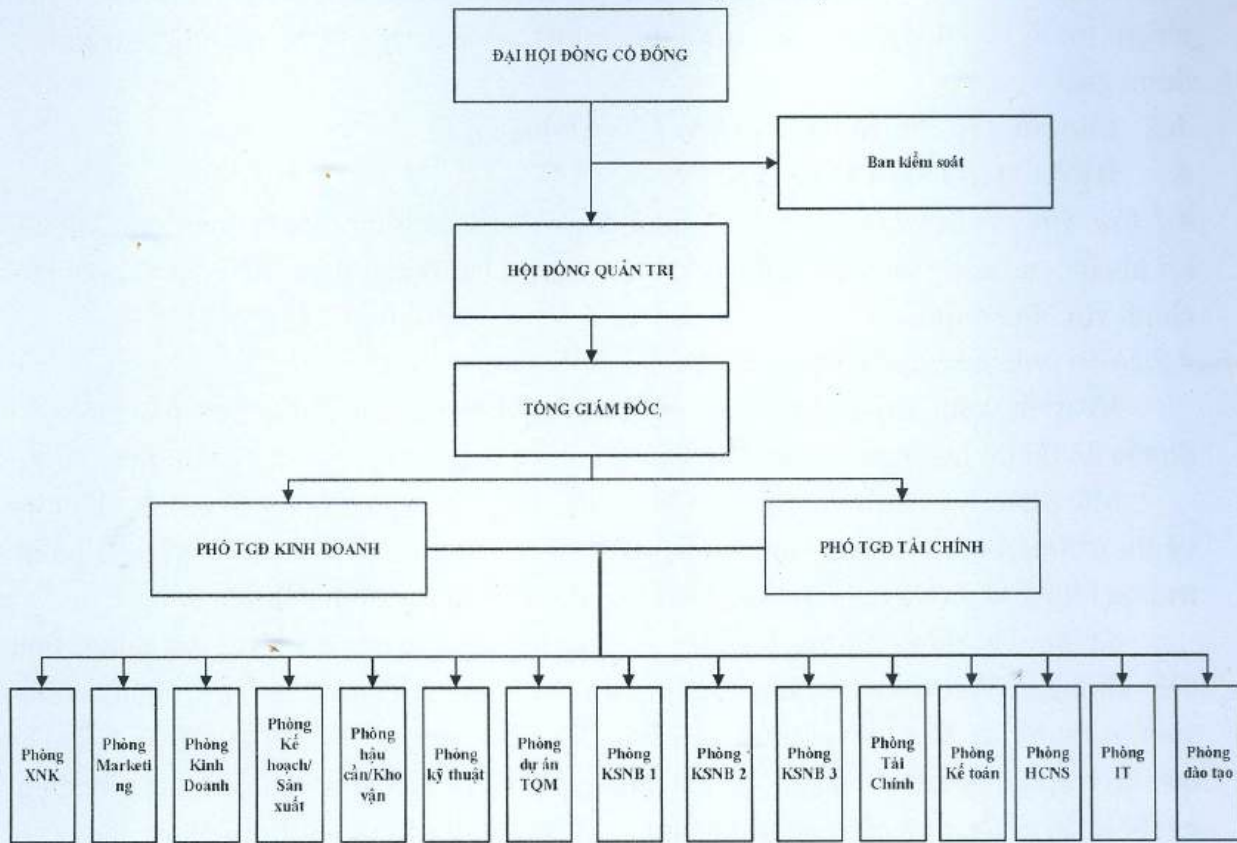 ĐẠI HỘI ĐỒNG CỔ ĐÔNG
Ban kiểm soát
HỘI ĐỒNG QUẢN TRỊ
TỔNG GIÁM ĐỐC
PHÓ TGĐ KINH DOANH
PHÓ TGĐ TÀI CHÍNH
Phòng
XNK
Phòng
Marketi
ng
Phòng
Kinh
Doanh
Phòng
Kế
hoạch/
Sản
xuất
Phòng
hậu
cần/Kho
vận
Phòng
kỹ thuật
Phòng
dự án
TQM
Phòng
KSNB 1
Phòng
KSNB 2
Phòng
KSNB 3
Phòng
Tài
Chính
Phòng
Kế toán
Phòng
HCNS
Phòng
IT
Phòng
đào tạo